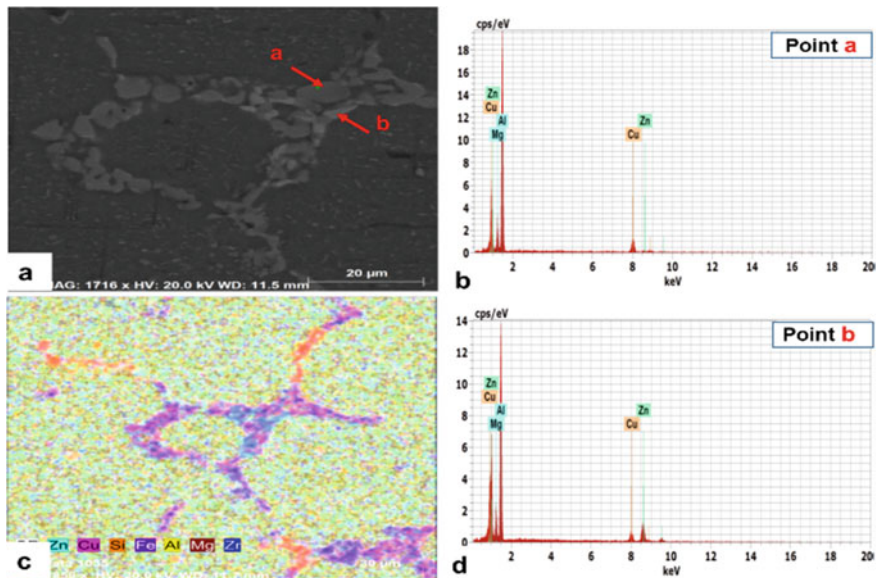 a
b
a
MAG: 1716 x HV: 20.0 kV WD: 11.5 mm
20 µm
cps/eV
Point a
18
16
14
12
10
8
6
4
2
0
Zn
Cu
Al
Mg
Cu
Zn
2 4 6 8 10 12 14 16 18 20
keV
b
Zn Cu Si Fe Al Mg Zr
c
cps/eV
Point b
14
12
10
8
6
4
2
0
Zn
Cu
Al
Mg
Cu
Zn
2 4 6 8 10 12 14 16 18 20
keV
d